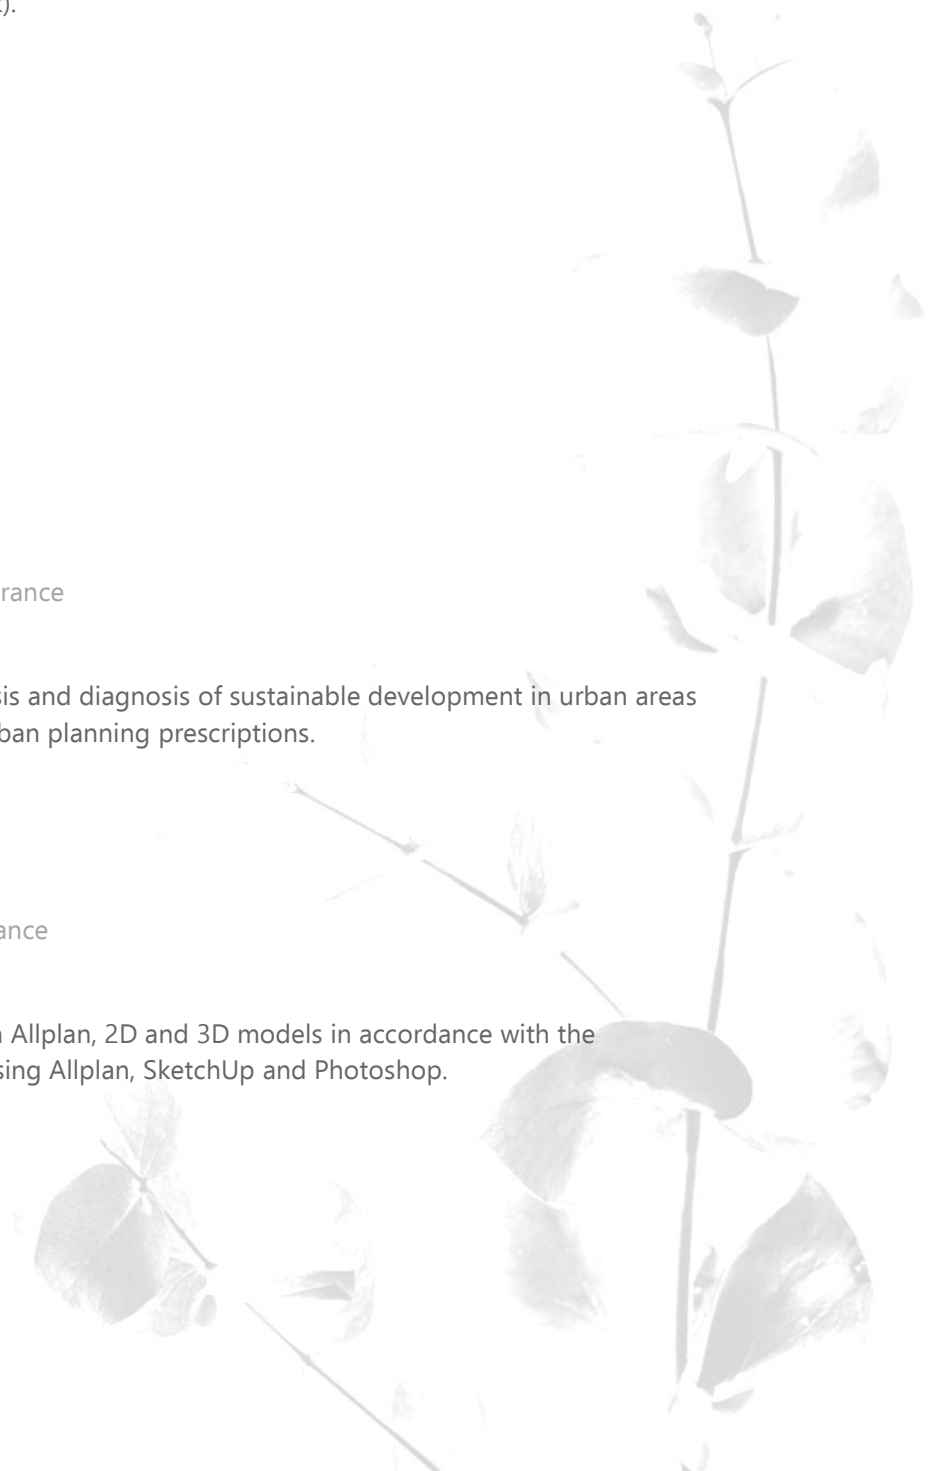 ).
rance
sis and diagnosis of sustainable development in urban areas
ban planning prescriptions.
ance
Allplan, 2D and 3D models in accordance with the
sing Allplan, SketchUp and Photoshop.